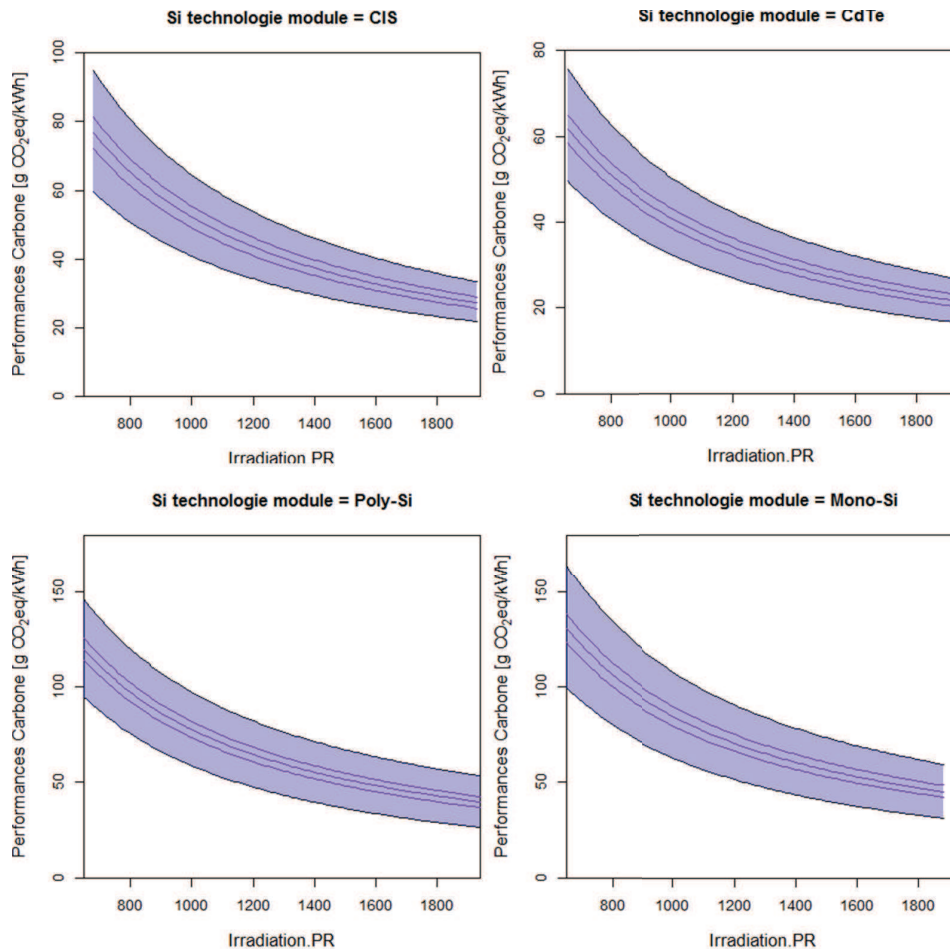 Si technologie module = CIS
Performances Carbone [g CO2eq/kWh]
100
80
60
40
20
0
800 1000 1200 1400 1600 1800
Irradiation.PR
Si technologie module = CdTe
Performances Carbone [g CO2eq/kWh]
80
60
40
20
0
800 1000 1200 1400 1600 1800
Irradiation.PR
Si technologie module = Poly-Si
Performances Carbone [g CO2eq/kWh]
150
100
50
0
800 1000 1200 1400 1600 1800
Irradiation.PR
Si technologie module = Mono-Si
Performances Carbone [g CO2eq/kWh]
150
100
50
0
800 1000 1200 1400 1600 1800
Irradiation.PR